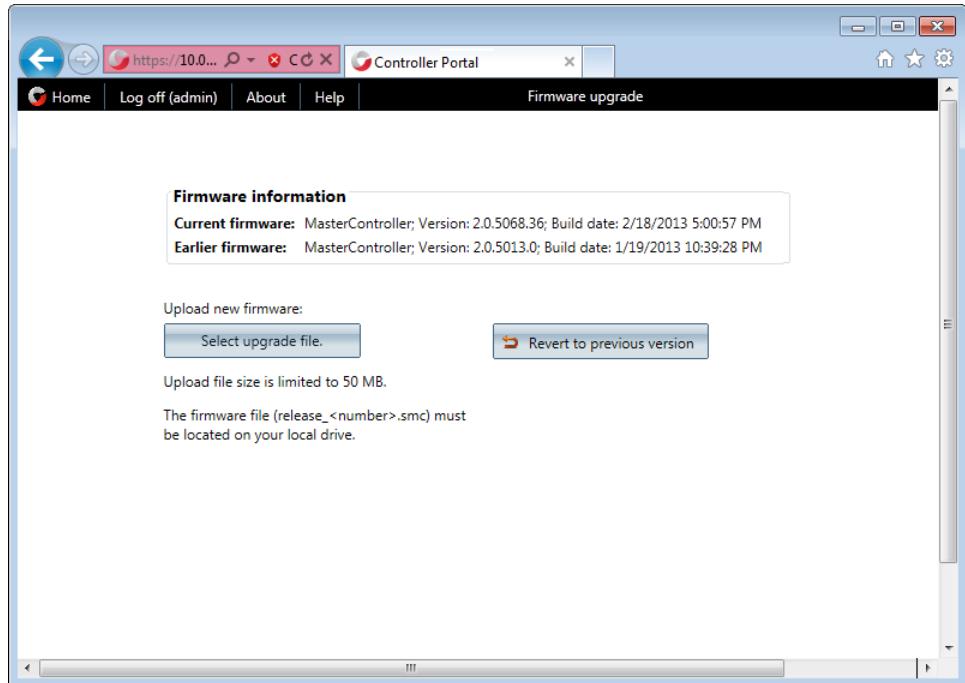 https://10.0...
C
Controller Portal
Home
Log off (admin)
About
Help
Firmware upgrade
Firmware information
Current firmware: MasterController; Version: 2.0.5068.36; Build date: 2/18/2013 5:00:57 PM
Earlier firmware: MasterController; Version: 2.0.5013.0; Build date: 1/19/2013 10:39:28 PM
Upload new firmware:
Select upgrade file.
Revert to previous version
Upload file size is limited to 50 MB.
The firmware file (release_<number>.smc) must
be located on your local drive.